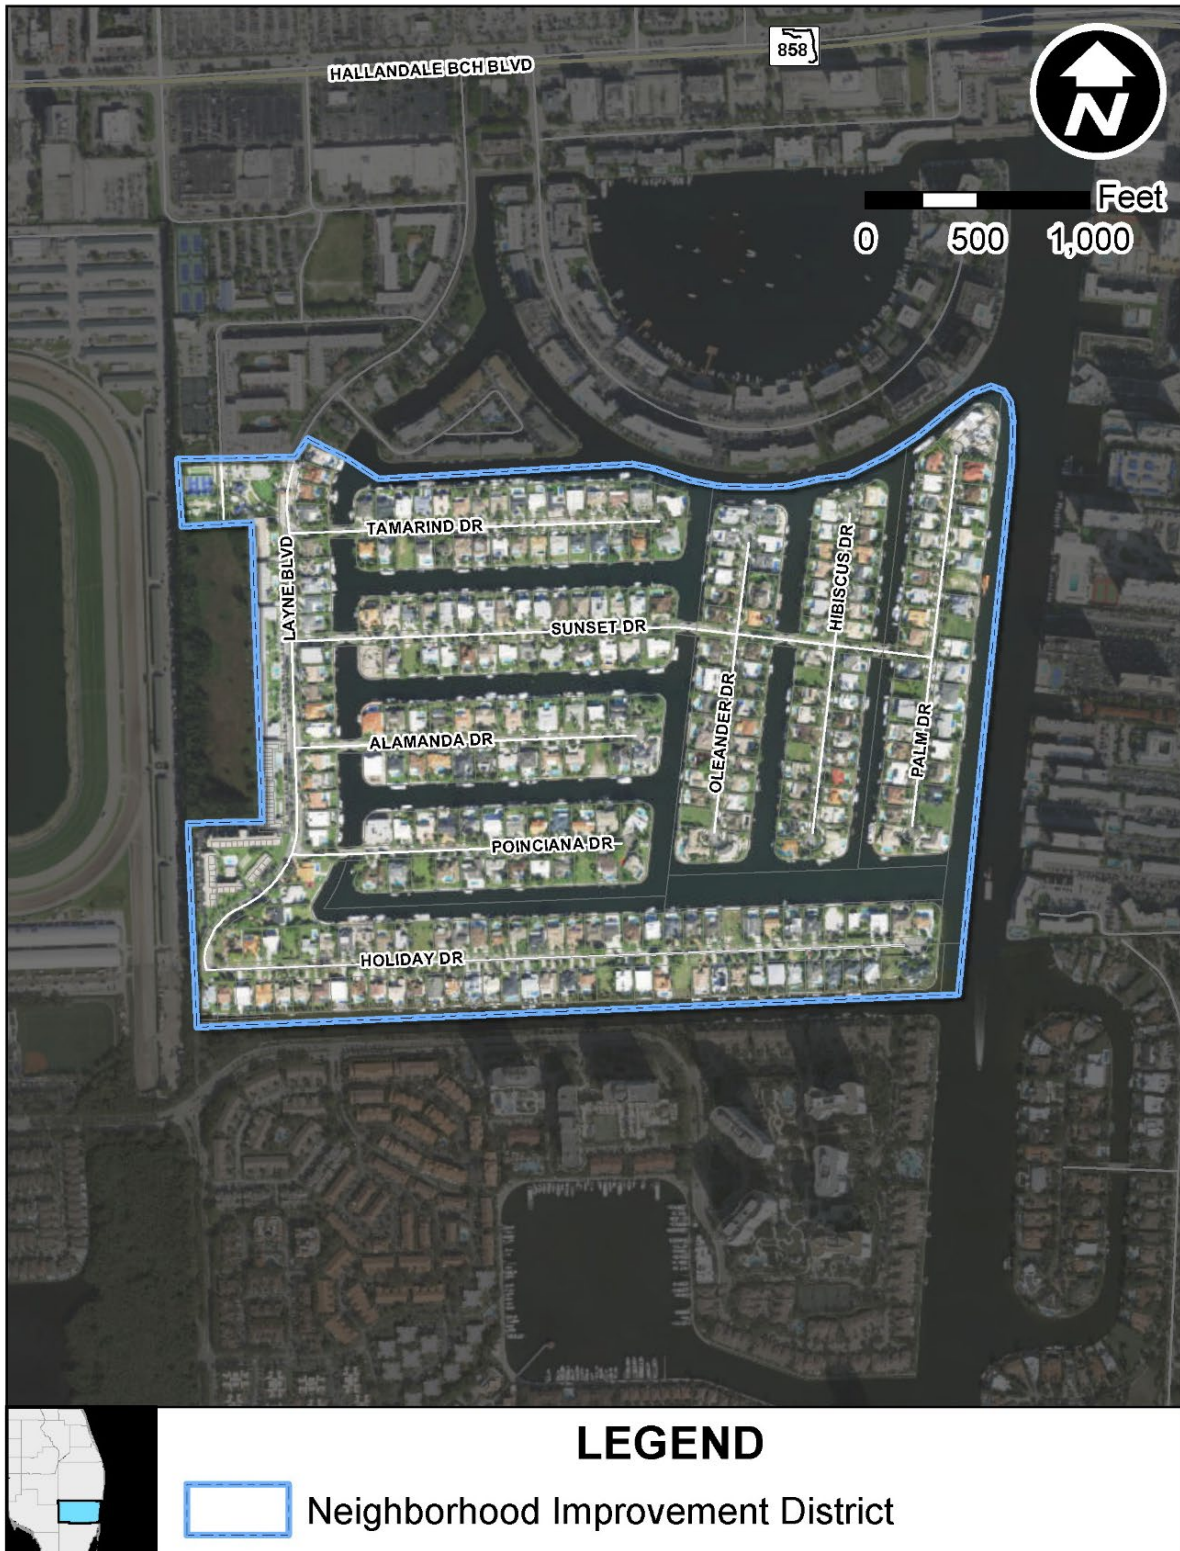 858
HALLANDALE BCH BLVD
N
Feet
0 500 1,000
TAMARIND DR
LAYNE BLVD
HIBISCUS DR
SUNSET DR
OLEANDER DR
PALM DR
ALAMANDA DR
POINCIANA DR
HOLIDAY DR
LEGEND
Neighborhood Improvement District